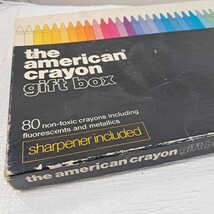 the american
crayon
gift box
80 non-toxic crayons including
fluorescents and metallics
sharpener included
the american crayon gift box